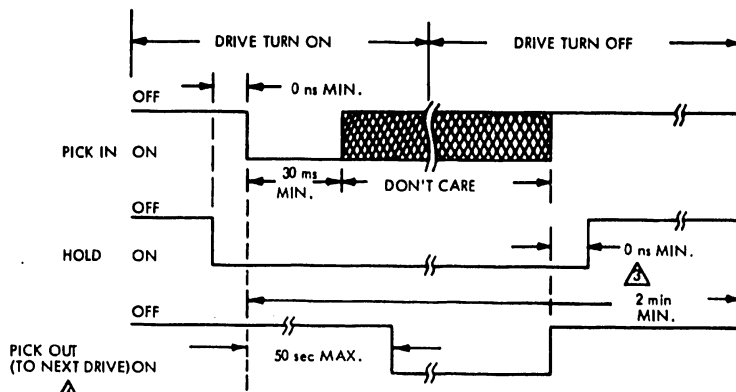 DRIVE TURN ON
DRIVE TURN OFF
OFF
0 ns MIN.
PICK IN ON
30 ms
MIN.
DON'T CARE
OFF
HOLD ON
0 ns MIN.
3
2 min
MIN.
OFF
PICK OUT
(TO NEXT DRIVE) ON
50 sec MAX.